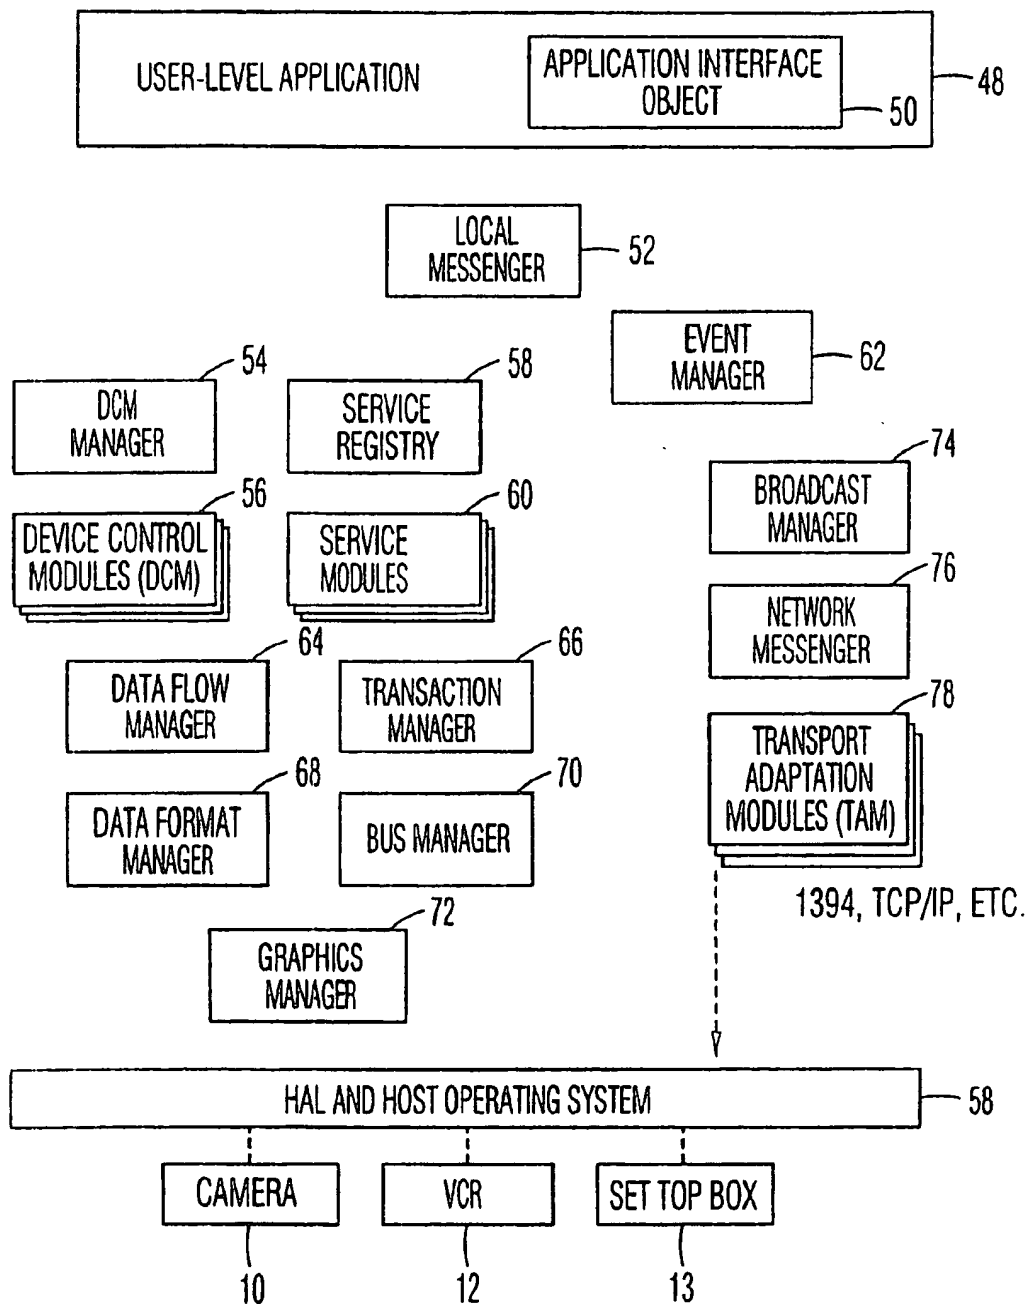 USER-LEVEL APPLICATION
APPLICATION INTERFACE
OBJECT
48
50
LOCAL
MESSENGER
52
EVENT
MANAGER
62
54
DCM
MANAGER
58
SERVICE
REGISTRY
74
BROADCAST
MANAGER
56
DEVICE CONTROL
MODULES (DCM)
60
SERVICE
MODULES
76
NETWORK
MESSENGER
64
DATA FLOW
MANAGER
66
TRANSACTION
MANAGER
78
TRANSPORT
ADAPTATION
MODULES (TAM)
68
DATA FORMAT
MANAGER
70
BUS MANAGER
1394, TCP/IP, ETC.
72
GRAPHICS
MANAGER
HAL AND HOST OPERATING SYSTEM
58
CAMERA
VCR
SET TOP BOX
10
12
13